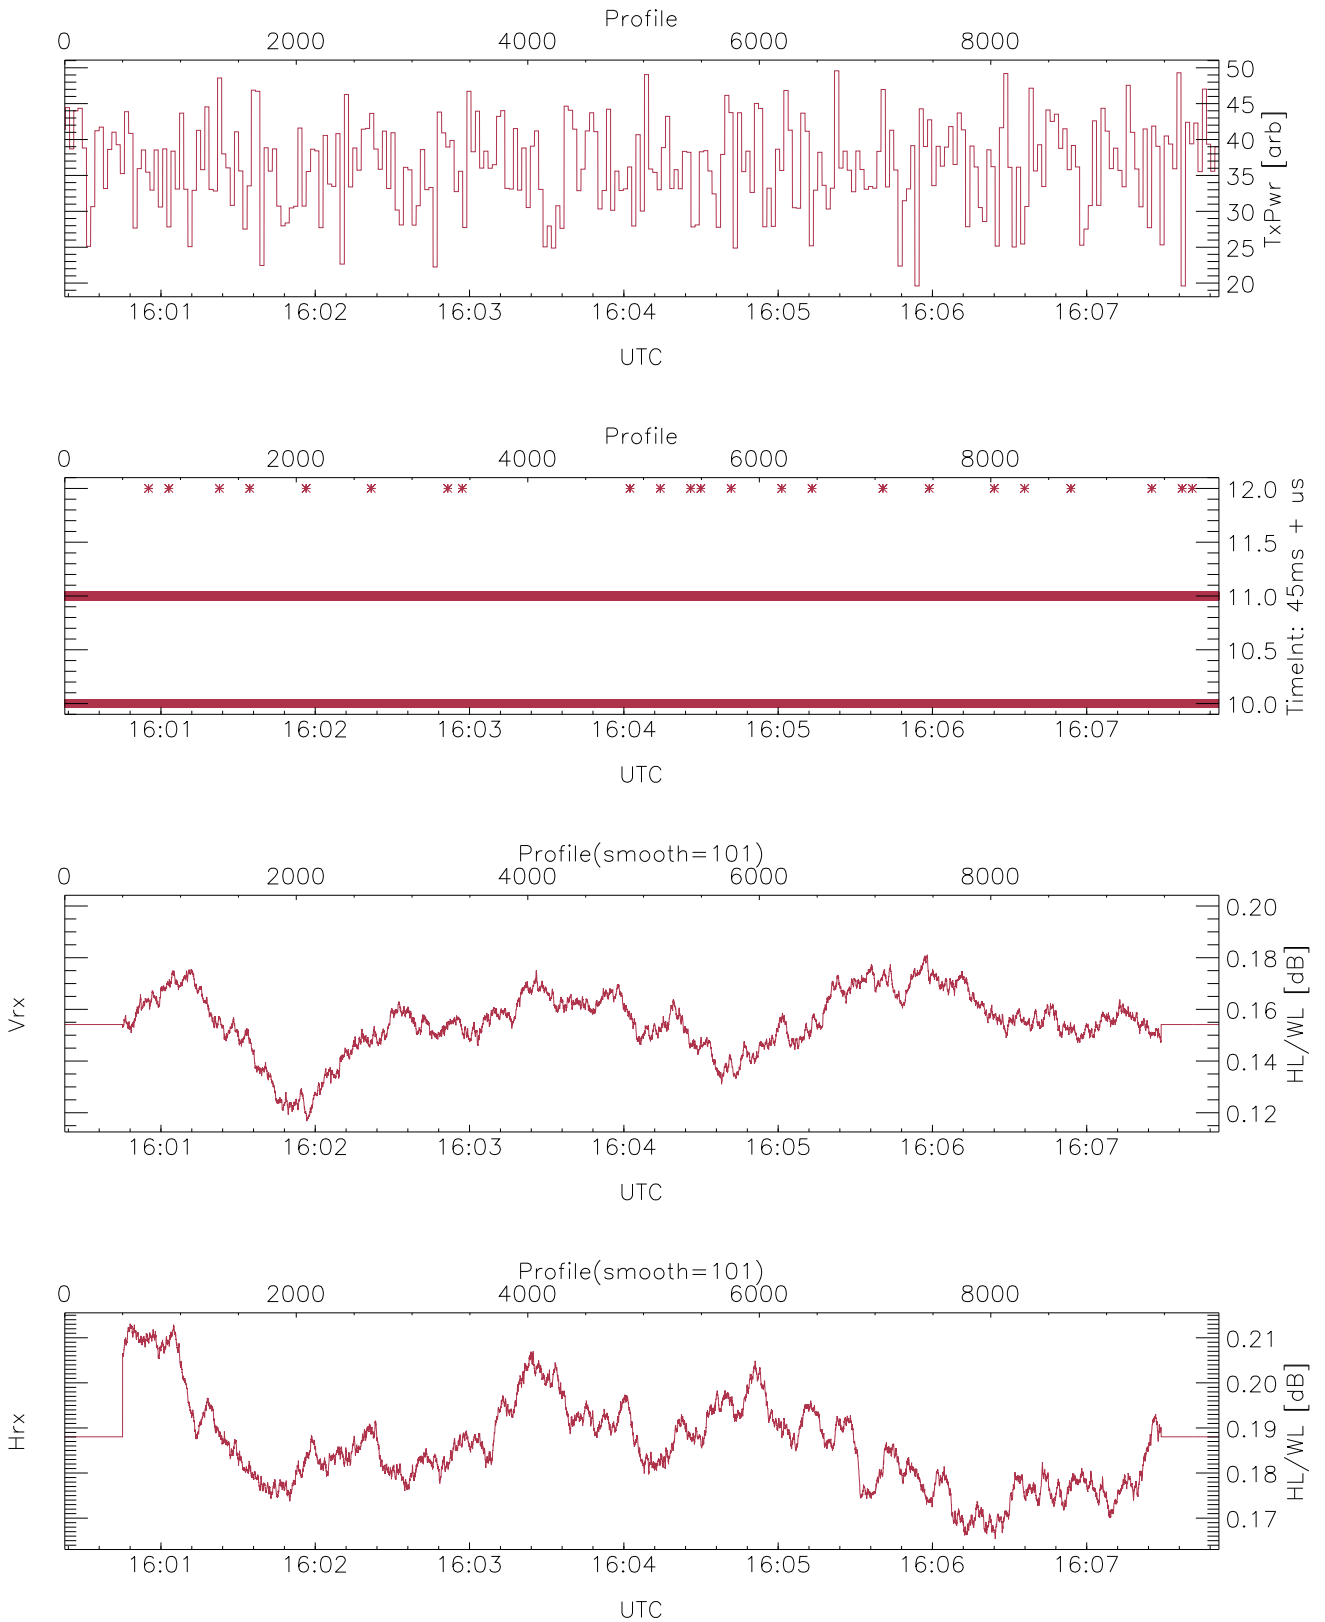 Profile
0 2000 4000 6000 8000
50
45
40
35
30
25
20
TxPwr [arb]
16:01 16:02 16:03 16:04 16:05 16:06 16:07
UTC
Profile
0 2000 4000 6000 8000
12.0
11.5
11.0
10.5
10.0
TimeInt: 45ms + us
16:01 16:02 16:03 16:04 16:05 16:06 16:07
UTC
Profile(smooth=101)
0 2000 4000 6000 8000
Vrx
0.20
0.18
0.16
0.14
0.12
HL/WL [dB]
16:01 16:02 16:03 16:04 16:05 16:06 16:07
UTC
Profile(smooth=101)
0 2000 4000 6000 8000
Hrx
0.21
0.20
0.19
0.18
0.17
HL/WL [dB]
16:01 16:02 16:03 16:04 16:05 16:06 16:07
UTC